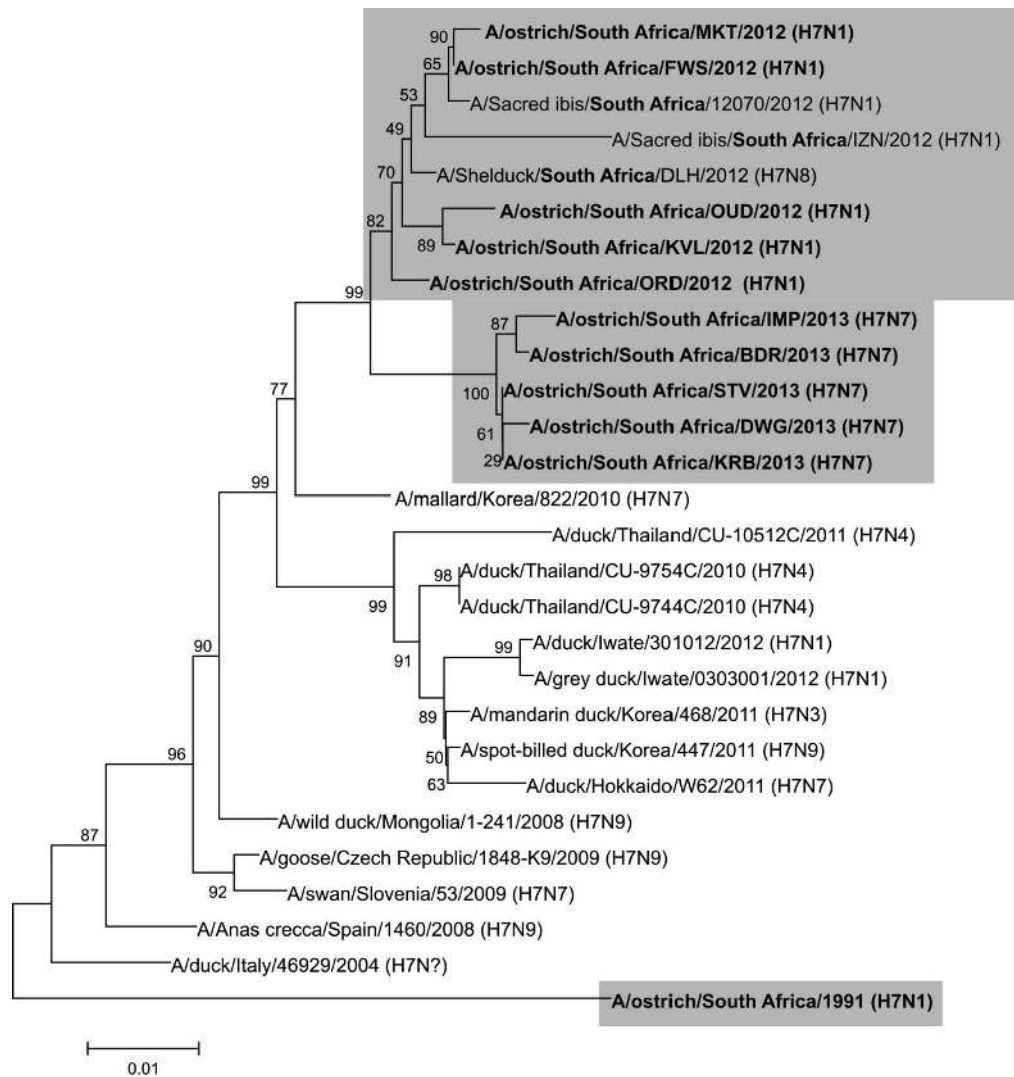 90
A/ostrich/South Africa/MKT/2012 (H7N1)
65
A/ostrich/South Africa/FWS/2012 (H7N1)
53
A/Sacred ibis/South Africa/12070/2012 (H7N1)
49
A/Sacred ibis/South Africa/IZN/2012 (H7N1)
70
A/Shelduck/South Africa/DLH/2012 (H7N8)
82
A/ostrich/South Africa/OUD/2012 (H7N1)
89
A/ostrich/South Africa/KVL/2012 (H7N1)
99
A/ostrich/South Africa/ORD/2012 (H7N1)
87
A/ostrich/South Africa/IMP/2013 (H7N7)
A/ostrich/South Africa/BDR/2013 (H7N7)
77
100
A/ostrich/South Africa/STV/2013 (H7N7)
61
A/ostrich/South Africa/DWG/2013 (H7N7)
29
A/ostrich/South Africa/KRB/2013 (H7N7)
99
A/mallard/Korea/822/2010 (H7N7)
A/duck/Thailand/CU-10512C/2011 (H7N4)
98
A/duck/Thailand/CU-9754C/2010 (H7N4)
99
A/duck/Thailand/CU-9744C/2010 (H7N4)
90
99
A/duck/Iwate/301012/2012 (H7N1)
91
A/grey duck/Iwate/0303001/2012 (H7N1)
89
A/mandarin duck/Korea/468/2011 (H7N3)
96
50
A/spot-billed duck/Korea/447/2011 (H7N9)
63
A/duck/Hokkaido/W62/2011 (H7N7)
A/wild duck/Mongolia/1-241/2008 (H7N9)
87
A/goose/Czech Republic/1848-K9/2009 (H7N9)
92
A/swan/Slovenia/53/2009 (H7N7)
A/Anas crecca/Spain/1460/2008 (H7N9)
A/duck/Italy/46929/2004 (H7N?)
A/ostrich/South Africa/1991 (H7N1)
0.01